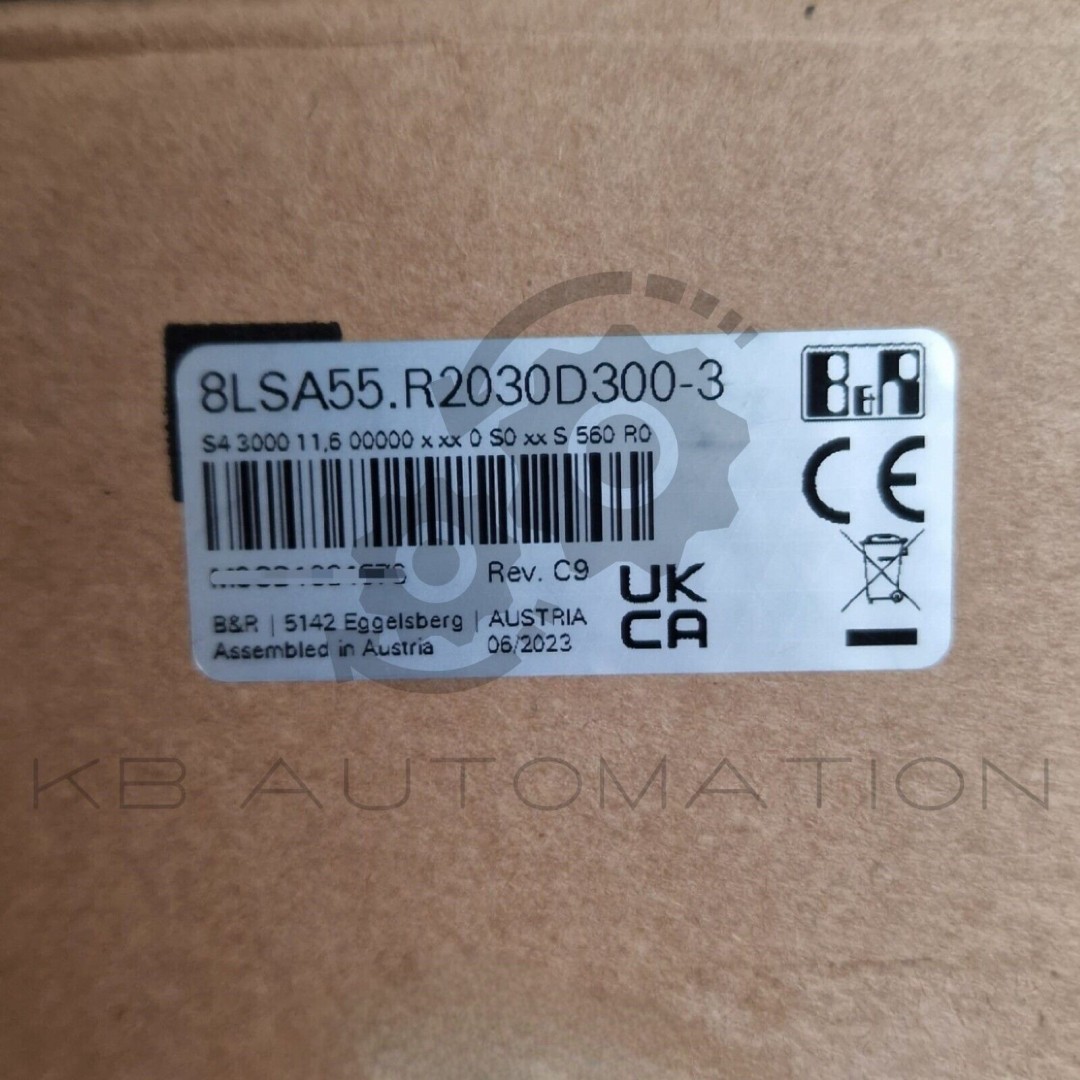 8LSA55.R2030D300-3
B&R
S4 3000 11,6 00000 x xx 0 S0 xx S 560 R0
CE
Rev. C9
UK
CA
B&R | 5142 Eggelsberg | AUSTRIA
Assembled in Austria 06/2023
KB AUTOMATION